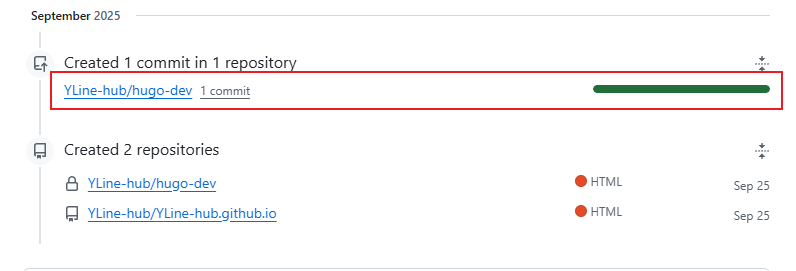 September 2025
Created 1 commit in 1 repository
YLine-hub/hugo-dev 1 commit
Created 2 repositories
YLine-hub/hugo-dev HTML Sep 25
YLine-hub/YLine-hub.github.io HTML Sep 25